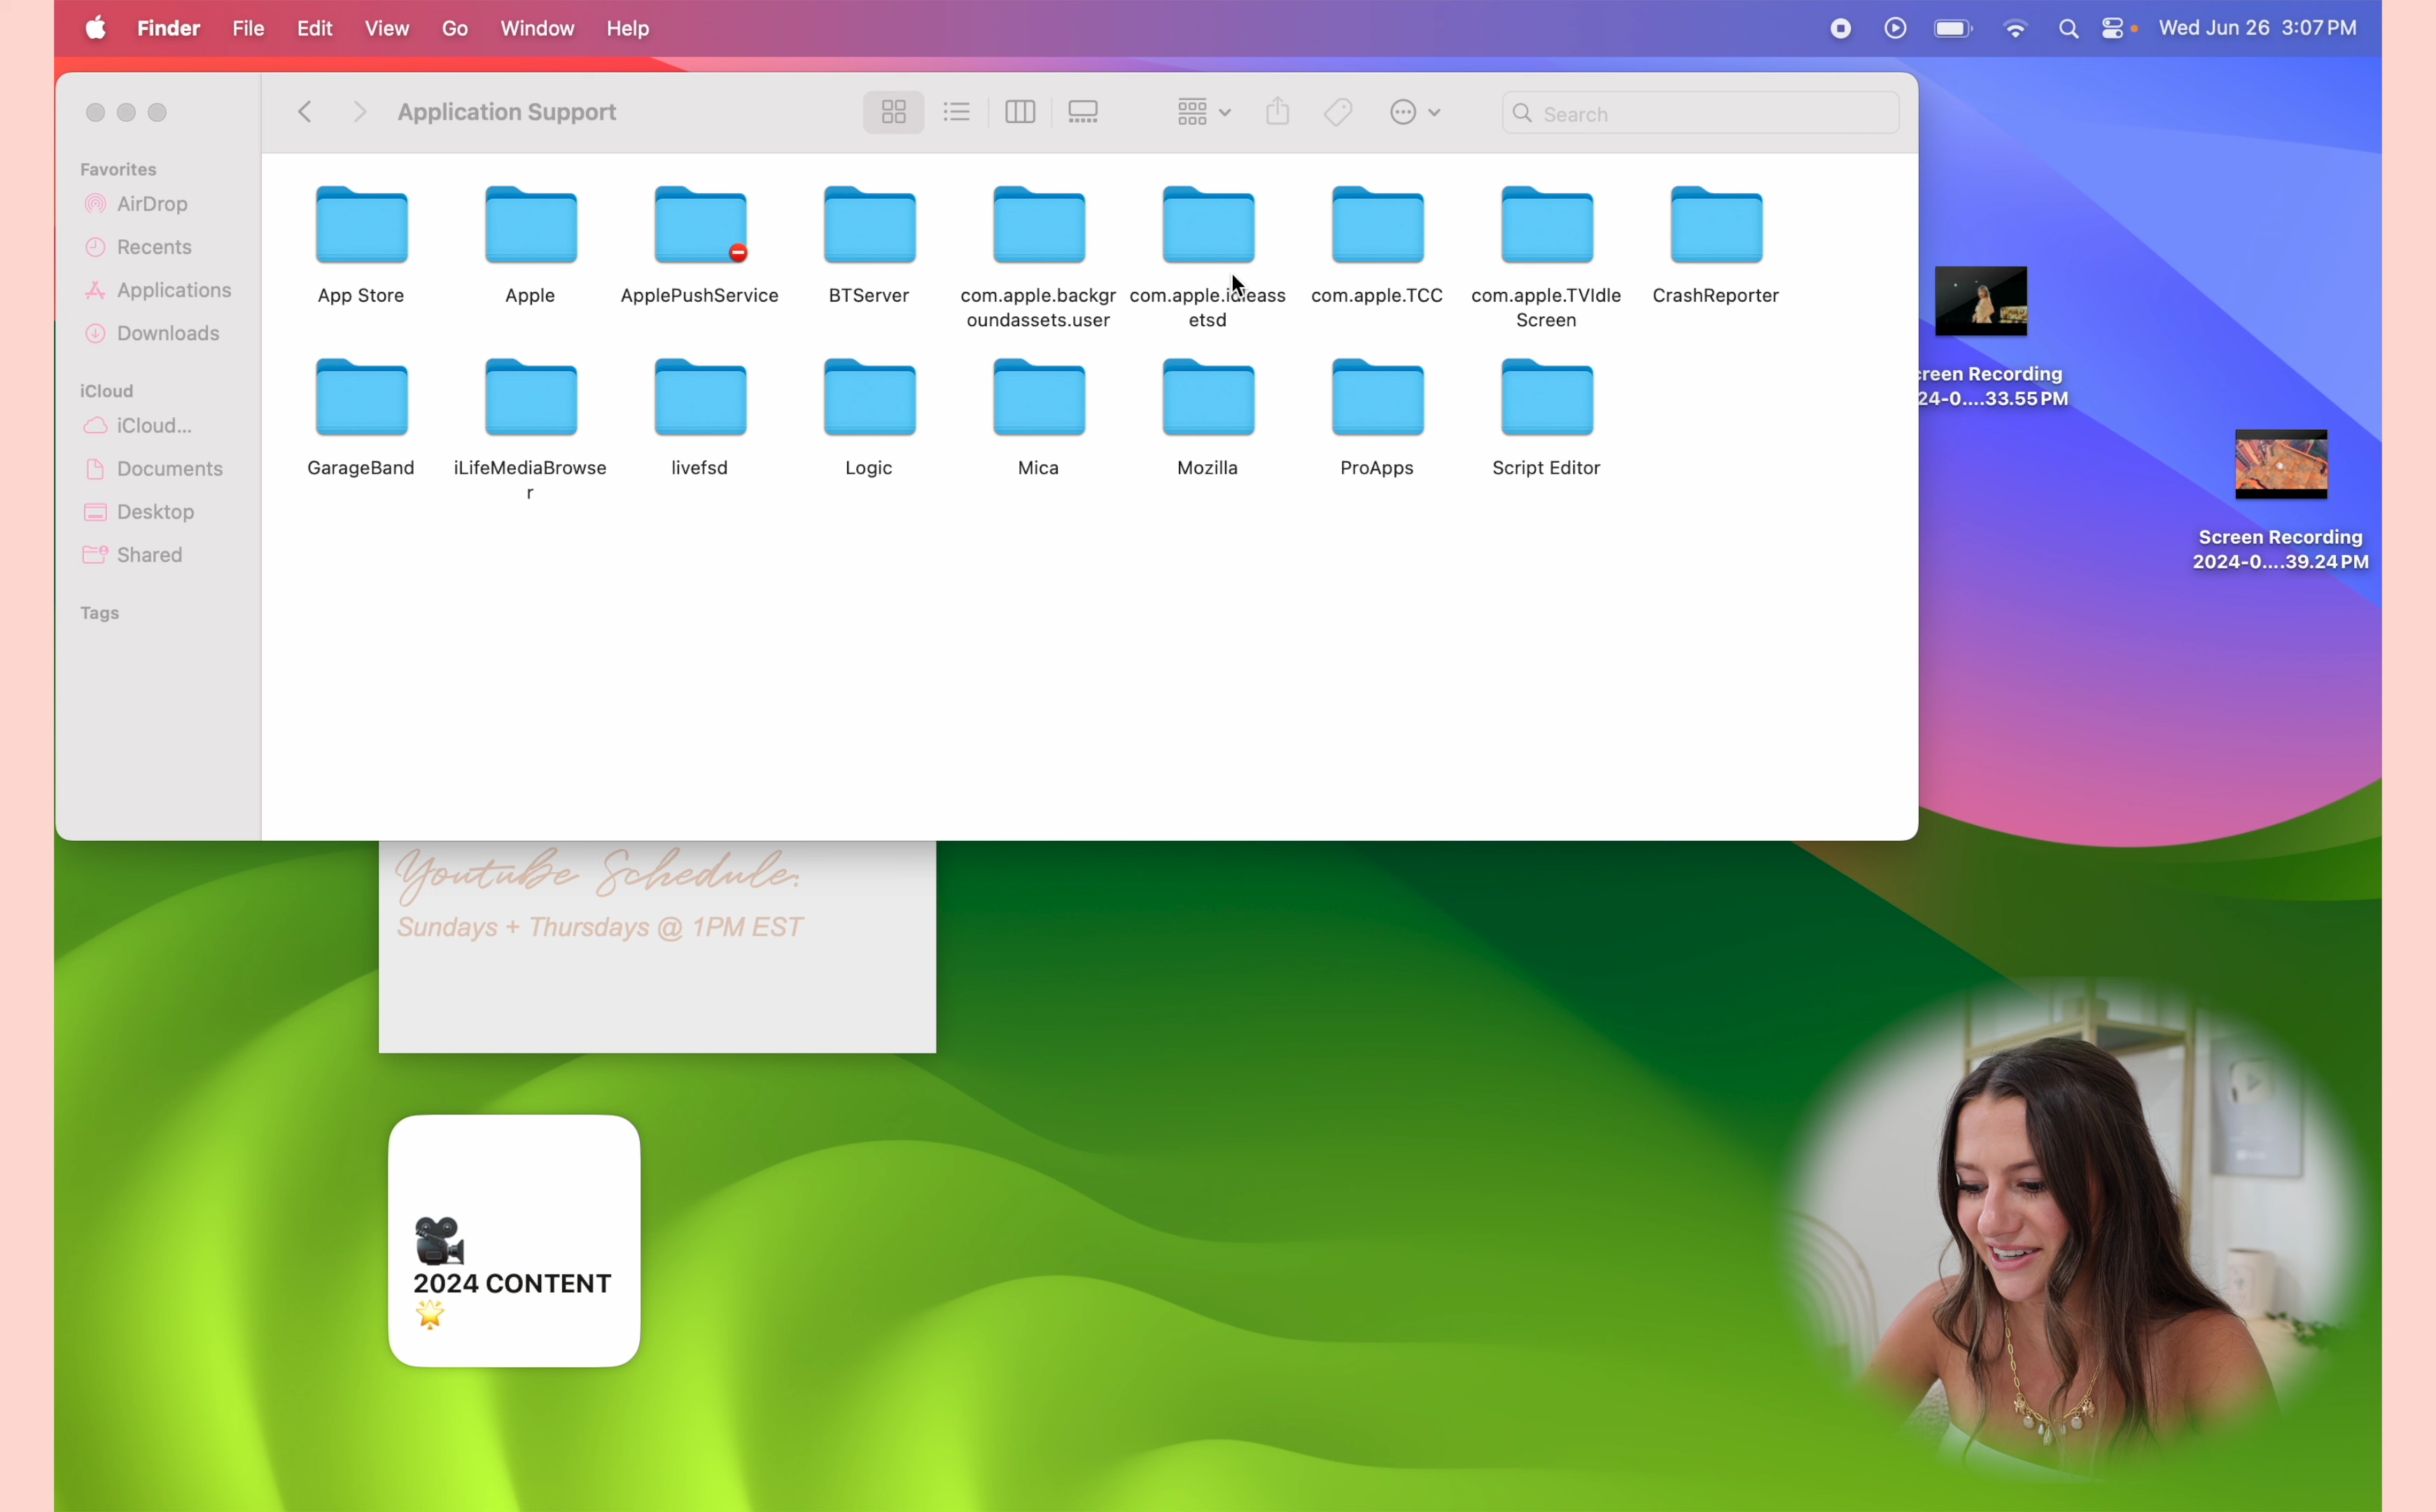 Finder File Edit View Go Window Help Wed Jun 26 3:07 PM
Application Support
Search
Favorites
AirDrop
Recents
Applications
Downloads
iCloud
iCloud...
Documents
Desktop
Shared
Tags
App Store
Apple
ApplePushService
BTServer
com.apple.backgr
oundassets.user
etsd
com.apple.TCC
com.apple.TVIdle
Screen
CrashReporter
GarageBand
iLifeMediaBrowse
r
livefsd
Logic
Mica
Mozilla
ProApps
Script Editor
creen Recording
24-0....33.55 PM
Screen Recording
2024-0....39.24 PM
Youtube Schedule:
Sundays + Thursdays @ 1PM EST
2024 CONTENT